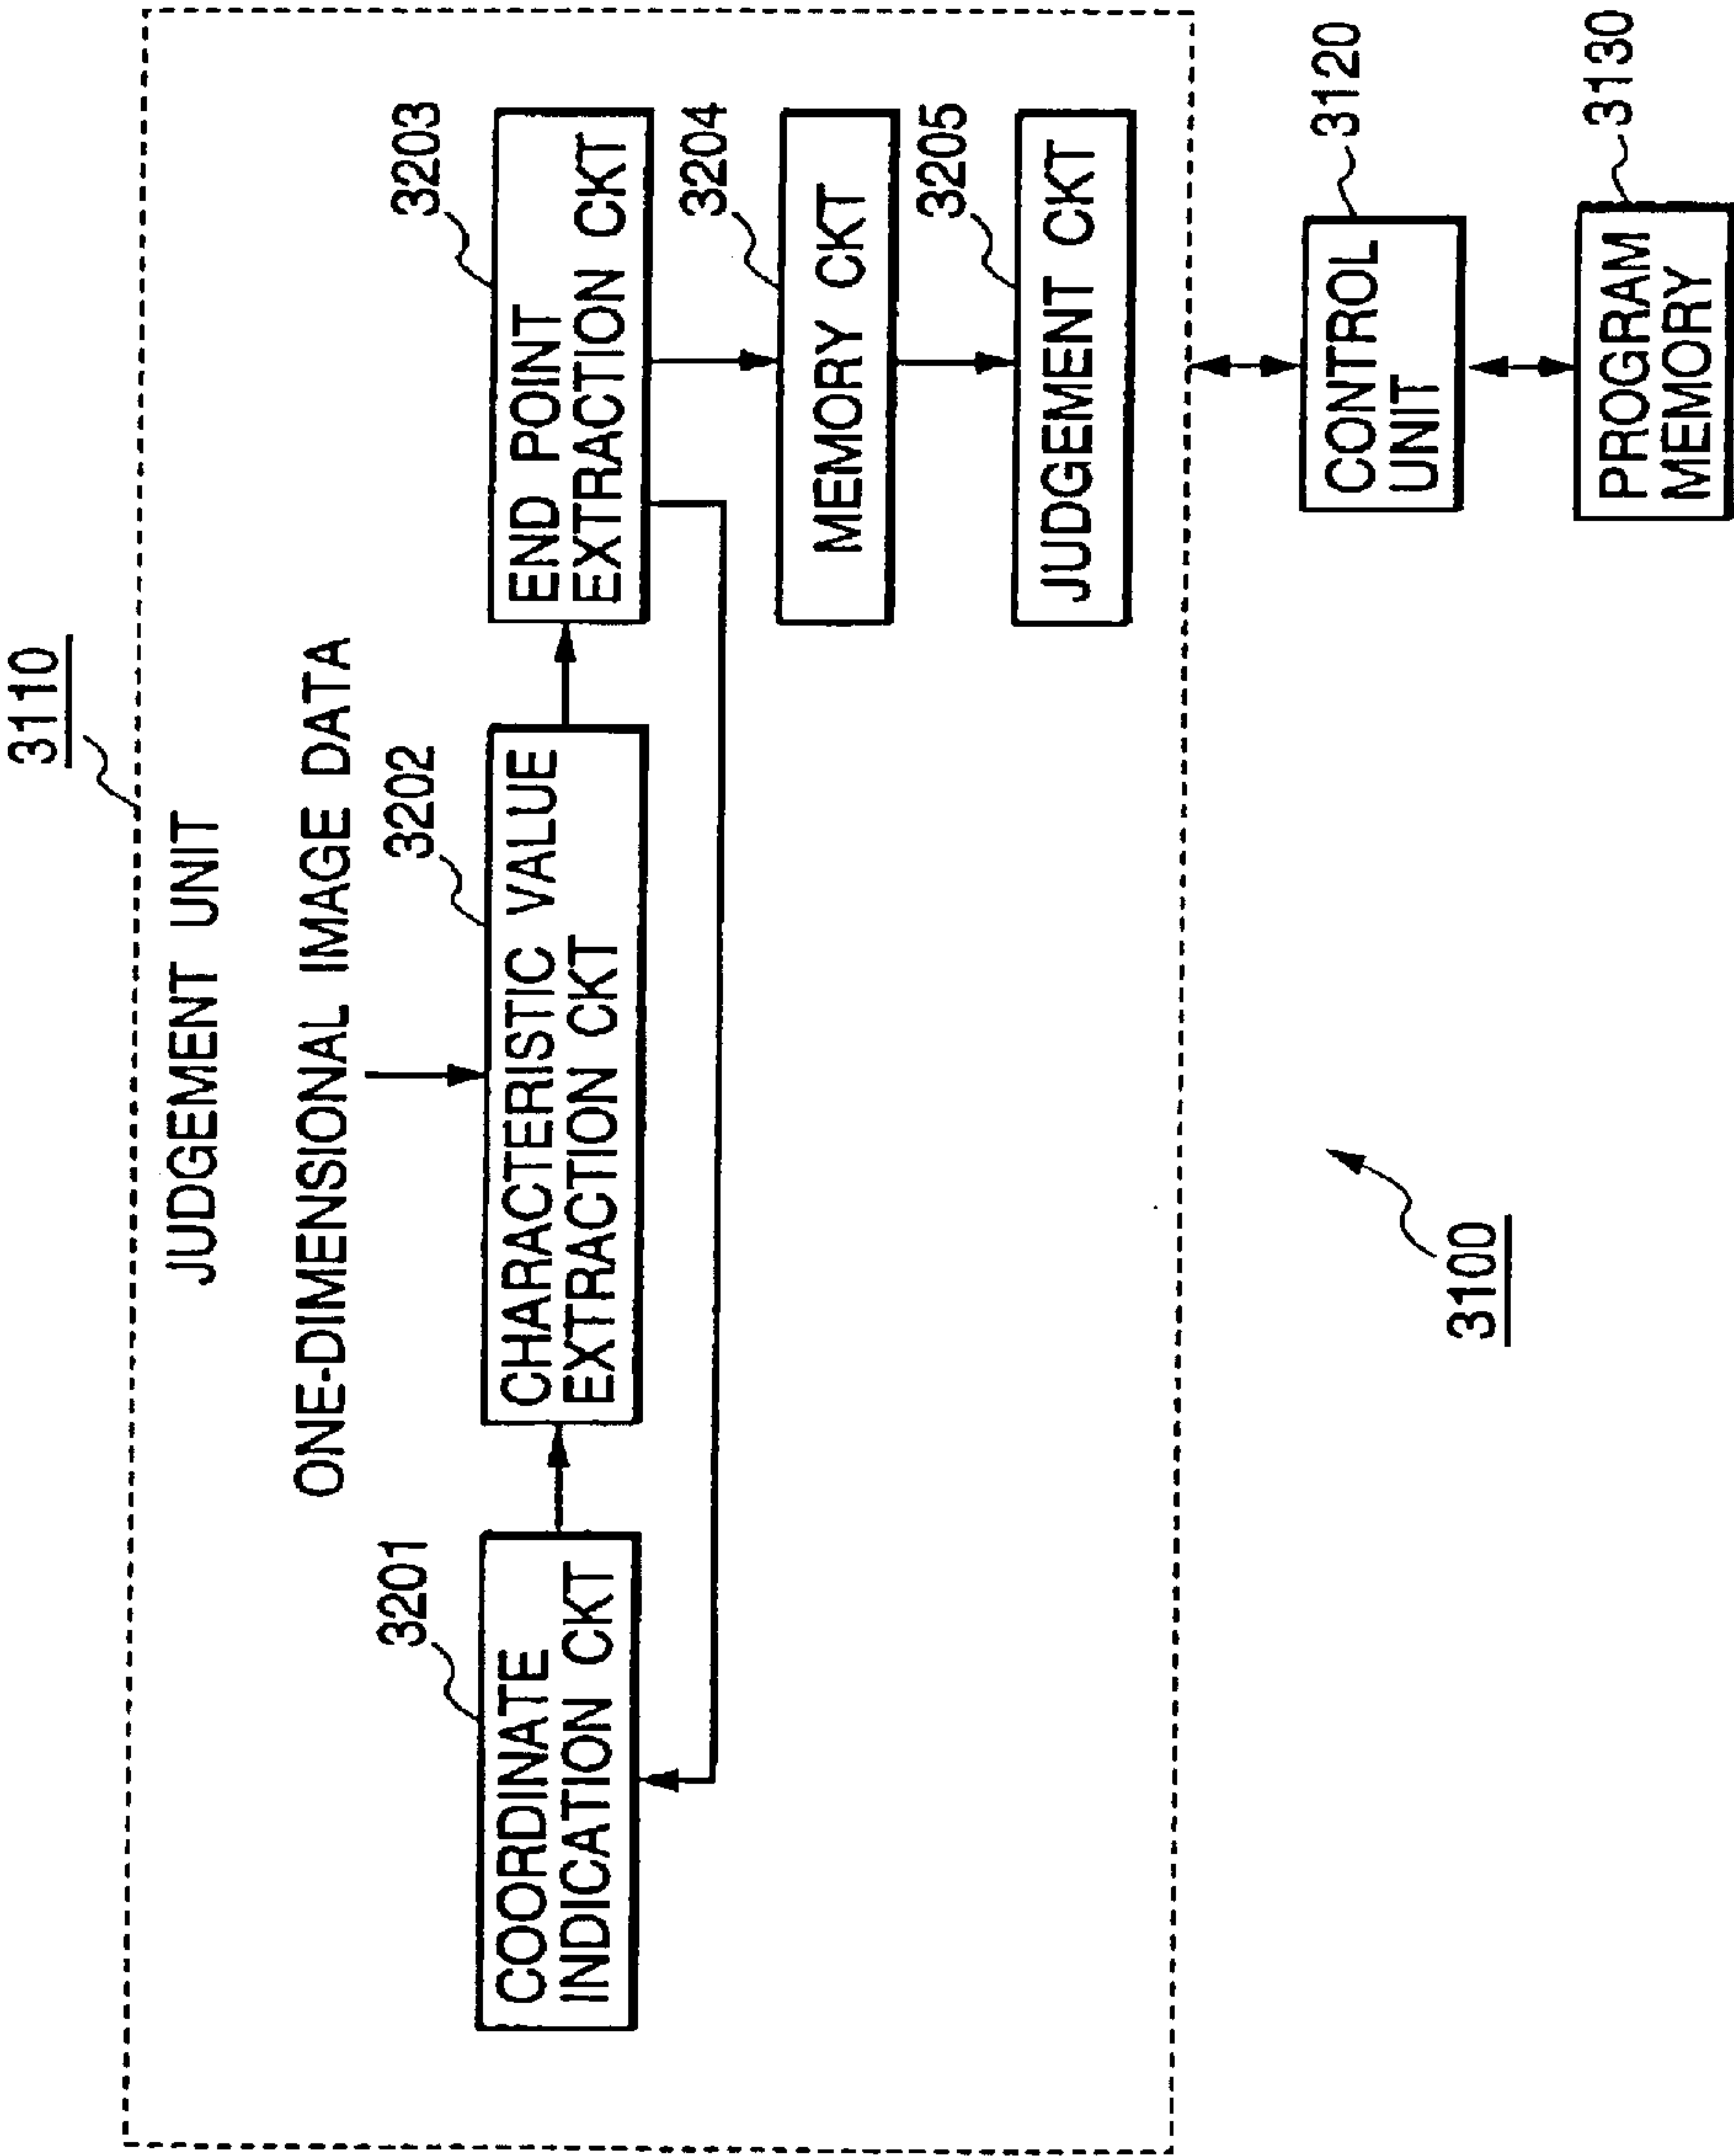 3110
JUDGEMENT UNIT
ONE-DIMENSIONAL IMAGE DATA
3201
COORDINATE
INDICATION CKT
3202
CHARACTERISTIC VALUE
EXTRACTION CKT
3203
END POINT
EXTRACTION CKT
3204
MEMORY CKT
3205
JUDGEMENT CKT
3120
CONTROL
UNIT
3130
PROGRAM
MEMORY
3100